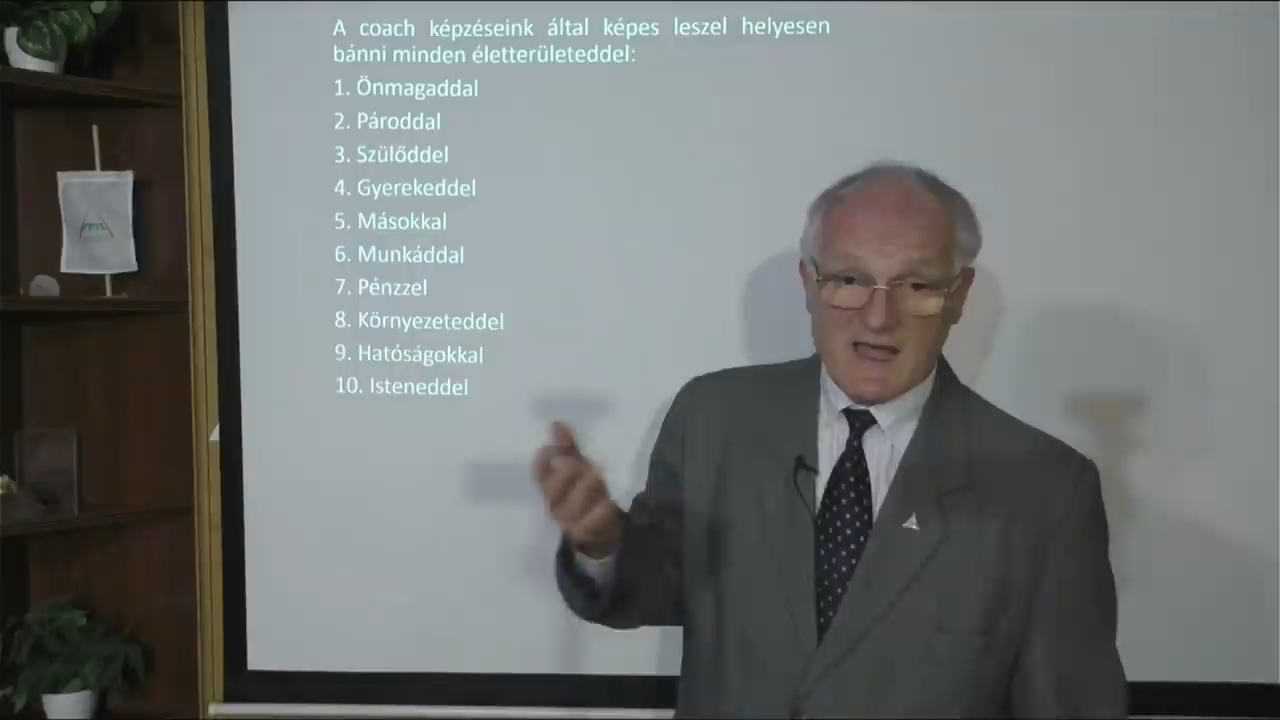 A coach képzéseink által képes leszel helyesen
bánni minden életterületeddel:
1. Önmagaddal
2. Pároddal
3. Szülőddel
4. Gyerekeddel
5. Másokkal
6. Munkáddal
7. Pénzzel
8. Környezeteddel
9. Hatóságokkal
10. Isteneddel